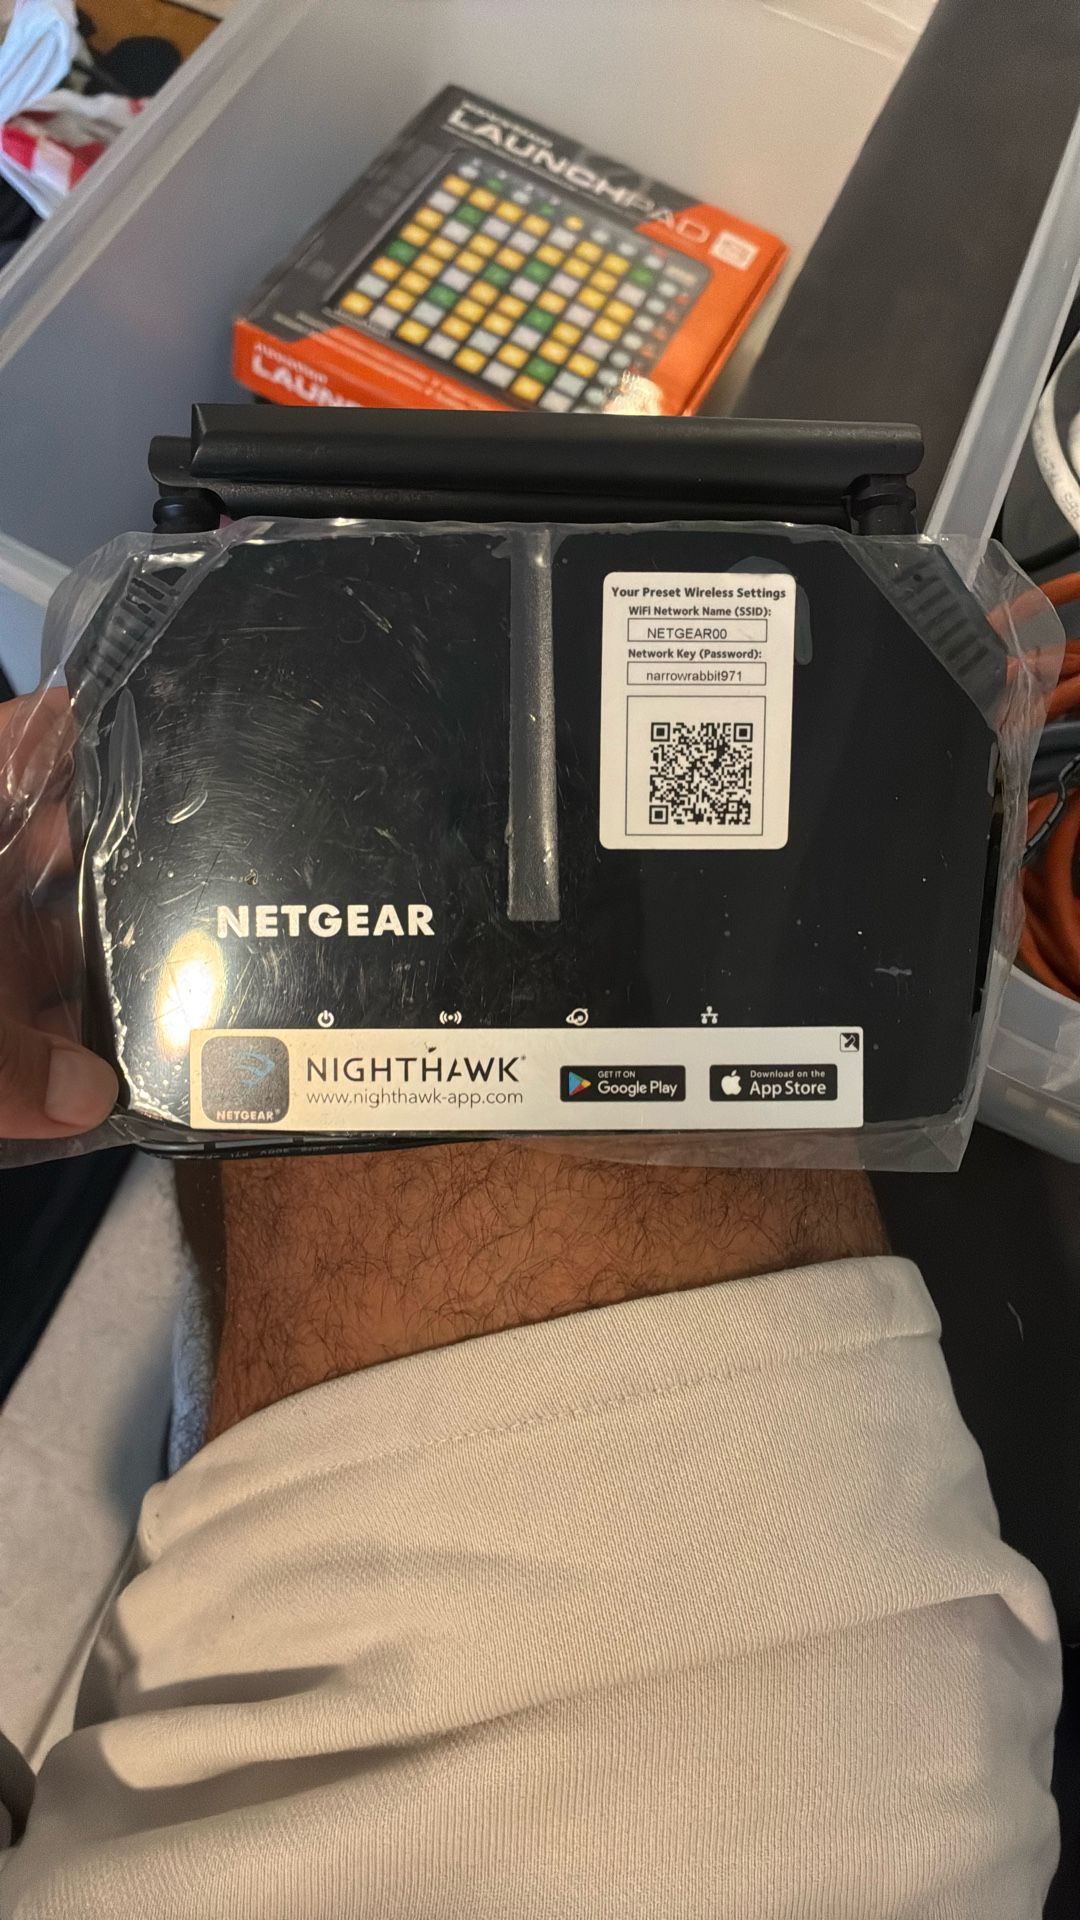 LAUNCHPAD
Your Preset Wireless Settings
WiFi Network Name (SSID):
NETGEAR00
Network Key (Password):
narrowrabbit971
NETGEAR
NIGHTHAWK®
www.nighthawk-app.com
NETGEAR®
GET IT ON
Google Play
Download on the
App Store